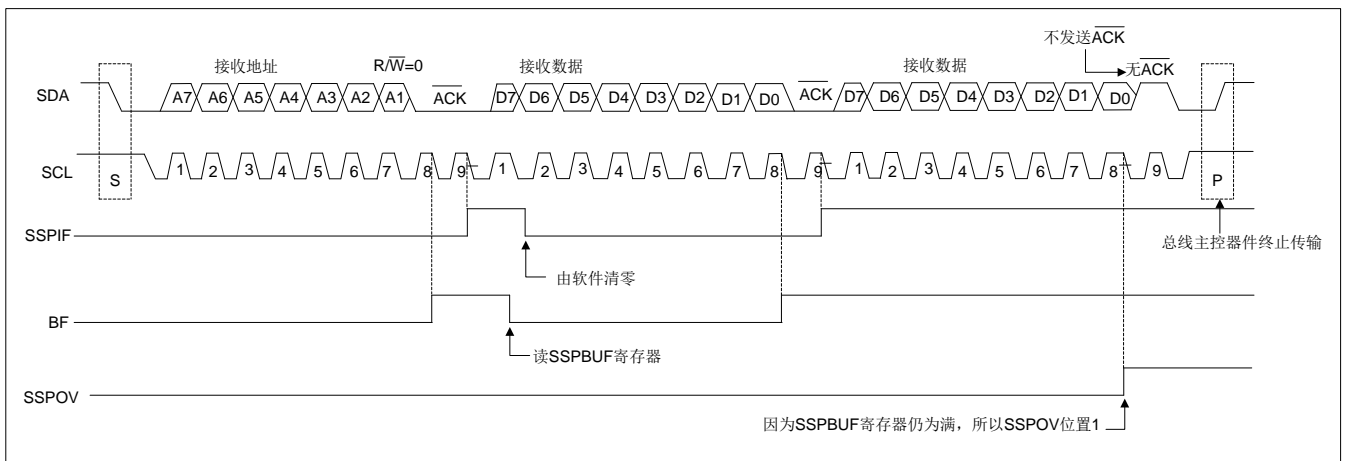 不发送ACK
接收地址 R/W=0 接收数据 接收数据 无ACK
SDA A7 A6 A5 A4 A3 A2 A1 ACK D7 D6 D5 D4 D3 D2 D1 D0 ACK D7 D6 D5 D4 D3 D2 D1 D0
SCL S 1 2 3 4 5 6 7 8 9 1 2 3 4 5 6 7 8 9 1 2 3 4 5 6 7 8 9 P
SSPIF
总线主控器件终止传输
由软件清零
BF
读SSPBUF寄存器
SSPOV
因为SSPBUF寄存器仍为满，所以SSPOV位置1